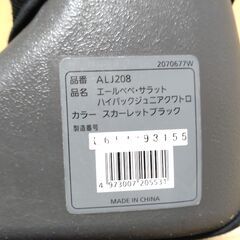 2070677W
品番 ALJ208
品名 エールベベ・サラット
ハイバックジュニアクワトロ
カラー スカーレットブラック
製造番号
4973007205531
MADE IN CHINA